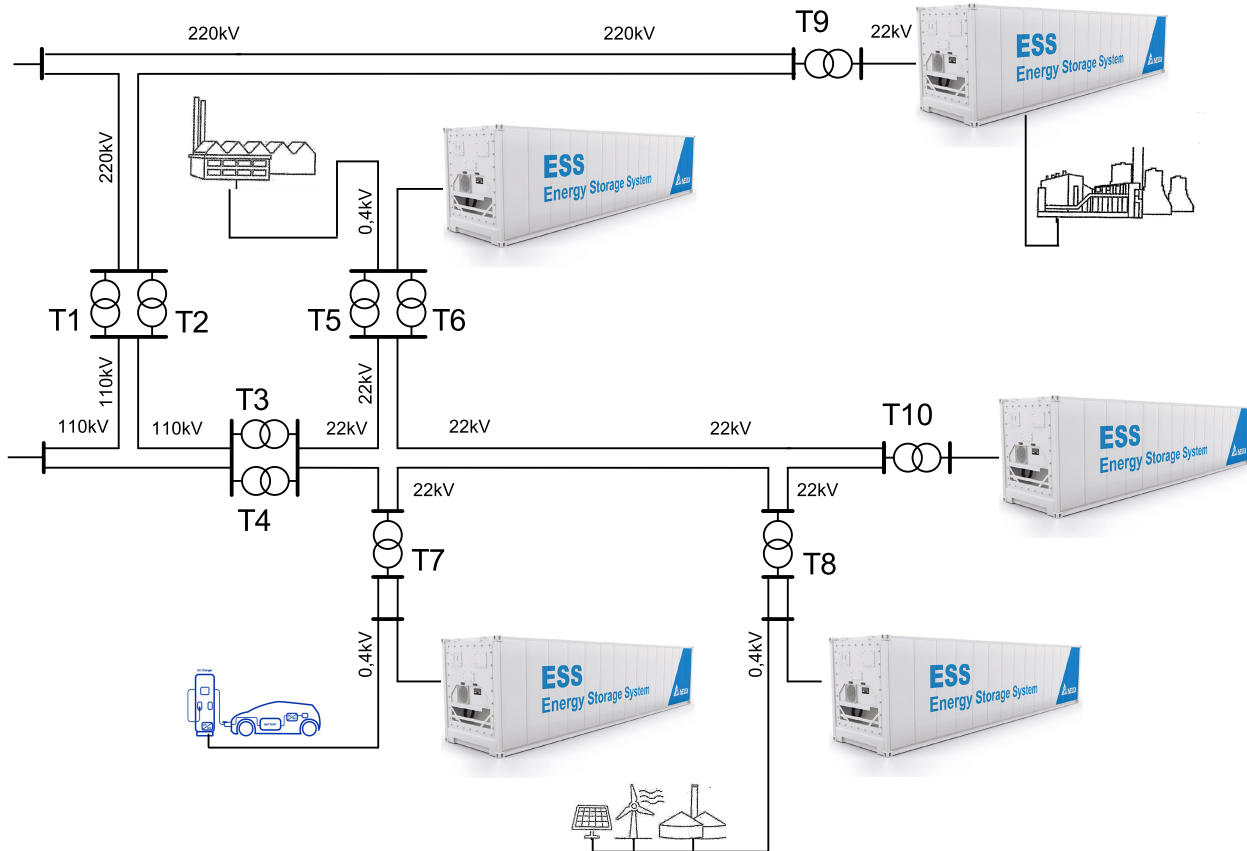 T9
220kV
220kV
22kV
ESS
Energy Storage System
220kV
0,4kV
ESS
Energy Storage System
T1
T2
T5
T6
110kV
22kV
T3
T10
110kV
110kV
22kV
22kV
22kV
ESS
Energy Storage System
T4
22kV
22kV
T7
T8
0,4kV
0,4kV
ESS
Energy Storage System
ESS
Energy Storage System